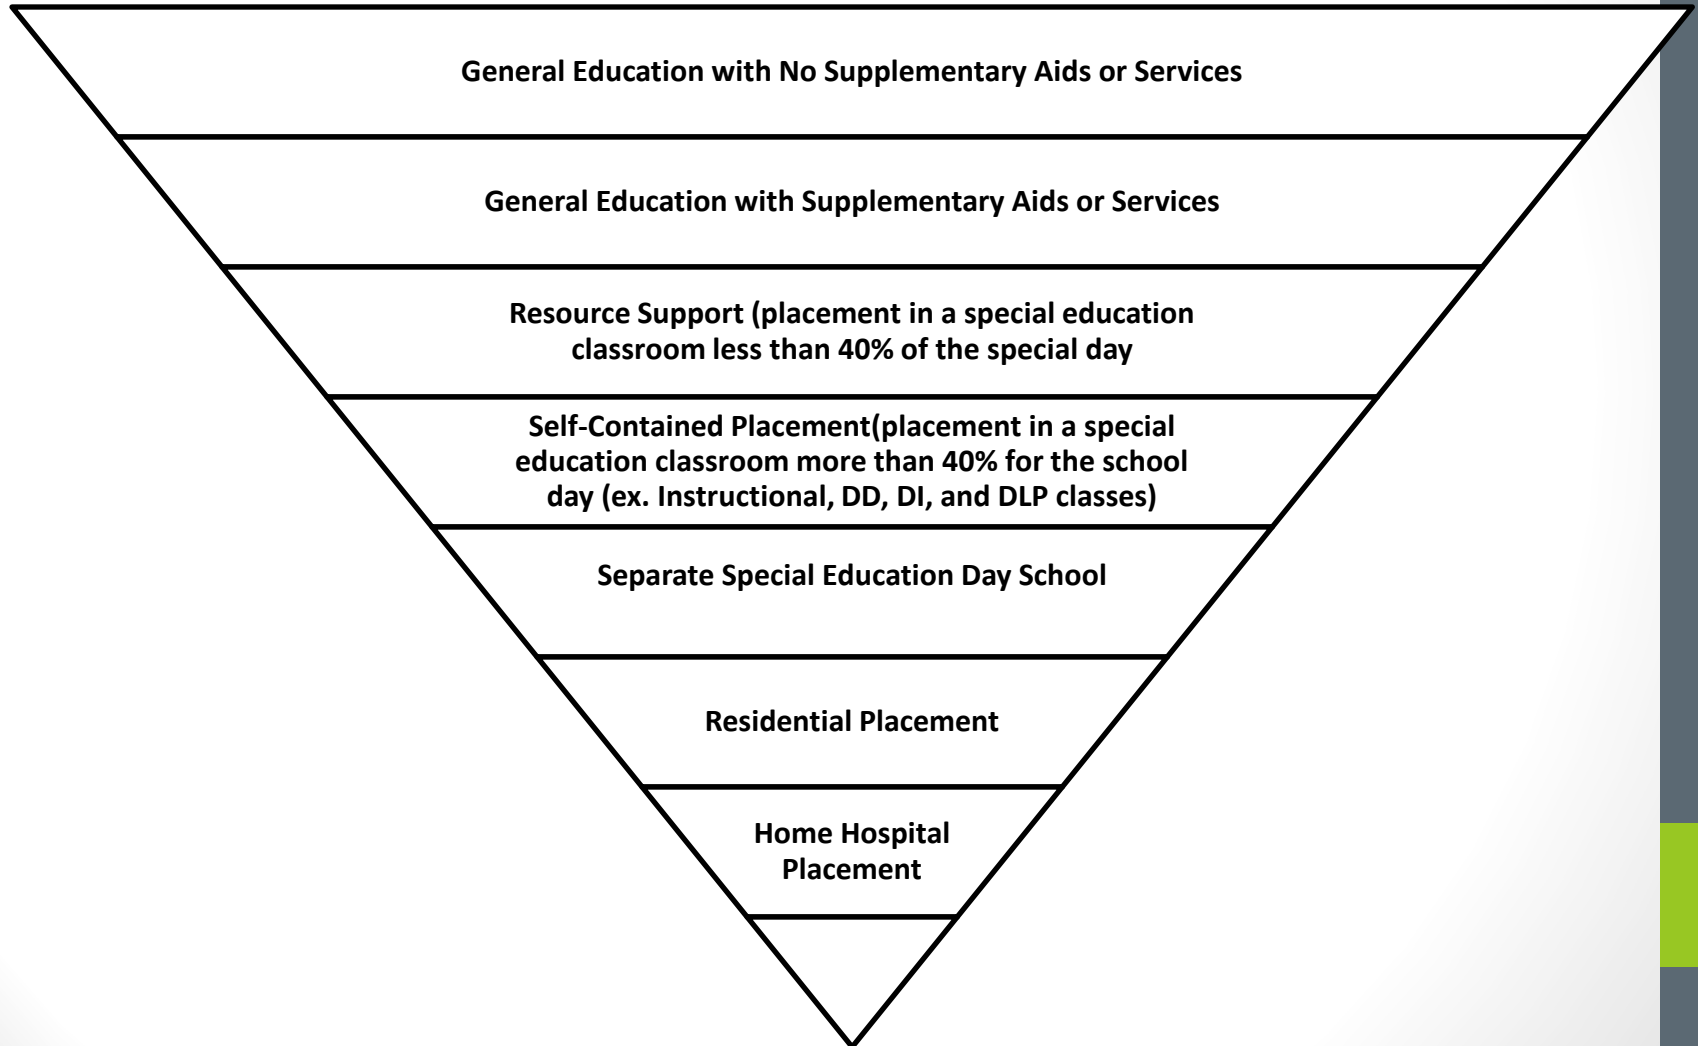 General Education with No Supplementary Aids or Services
General Education with Supplementary Aids or Services
Resource Support (placement in a special education
classroom less than 40% of the special day
Self-Contained Placement(placement in a special
education classroom more than 40% for the school
day (ex. Instructional, DD, DI, and DLP classes)
Separate Special Education Day School
Residential Placement
Home Hospital
Placement